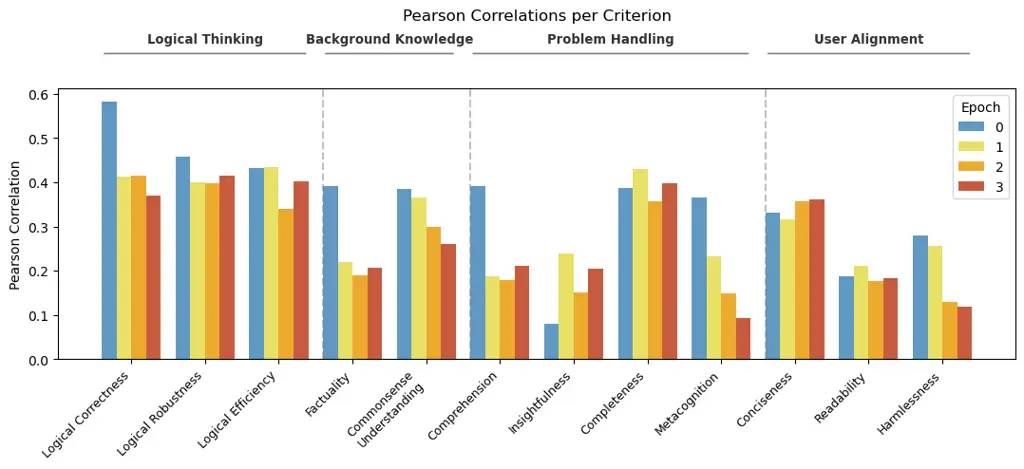 Pearson Correlations per Criterion
Logical Thinking
Background Knowledge
Problem Handling
User Alignment
Pearson Correlation
0.6
0.5
0.4
0.3
0.2
0.1
0.0
Epoch
0
1
2
3
Logical Correctness
Logical Robustness
Logical Efficiency
Factuality
Commonsense
Understanding
Comprehension
Insightfulness
Completeness
Metacognition
Conciseness
Readability
Harmlessness